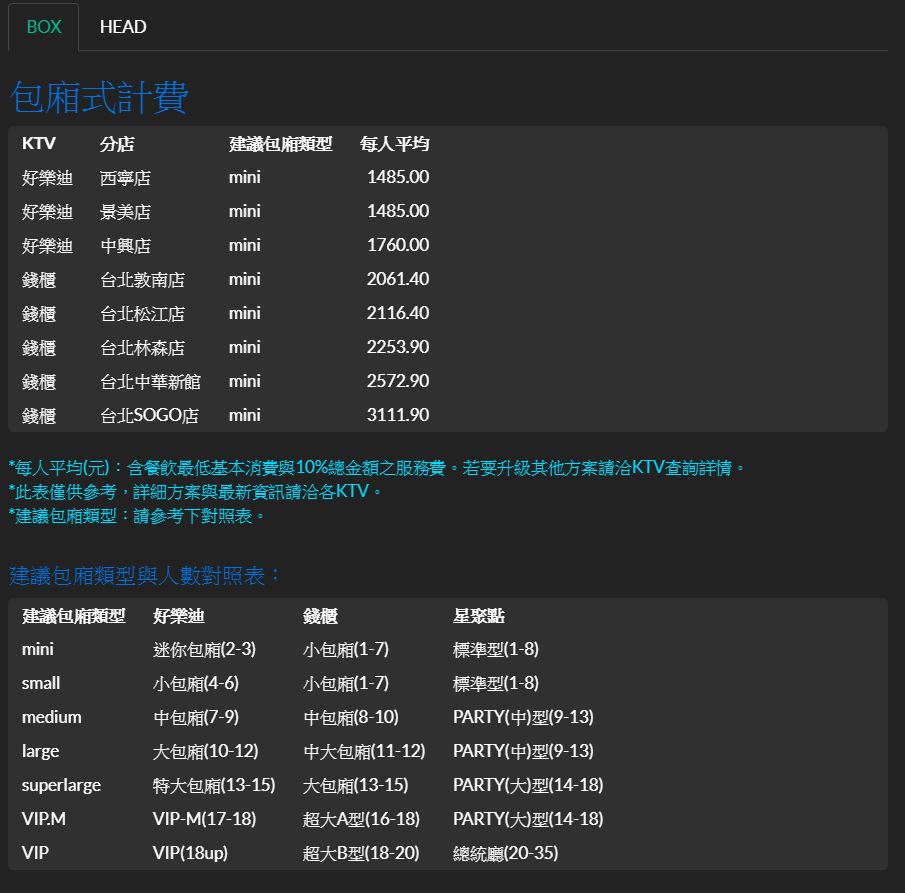 BOX HEAD
包廂式計費
KTV 分店 建議包廂類型 每人平均
好樂迪 西寧店 mini 1485.00
好樂迪 景美店 mini 1485.00
好樂迪 中興店 mini 1760.00
錢櫃 台北敦南店 mini 2061.40
錢櫃 台北松江店 mini 2116.40
錢櫃 台北林森店 mini 2253.90
錢櫃 台北中華新館 mini 2572.90
錢櫃 台北SOGO店 mini 3111.90
*每人平均(元)：含餐飲最低基本消費與10%總金額之服務費。若要升級其他方案請洽KTV查詢詳情。
*此表僅供參考，詳細方案與最新資訊請洽各KTV。
*建議包廂類型：請參考下對照表。
建議包廂類型與人數對照表：
建議包廂類型 好樂迪 錢櫃 星聚點
mini 迷你包廂(2-3) 小包廂(1-7) 標準型(1-8)
small 小包廂(4-6) 小包廂(1-7) 標準型(1-8)
medium 中包廂(7-9) 中包廂(8-10) PARTY(中)型(9-13)
large 大包廂(10-12) 中大包廂(11-12) PARTY(中)型(9-13)
superlarge 特大包廂(13-15) 大包廂(13-15) PARTY(大)型(14-18)
VIP.M VIP-M(17-18) 超大A型(16-18) PARTY(大)型(14-18)
VIP VIP(18up) 超大B型(18-20) 總統廳(20-35)